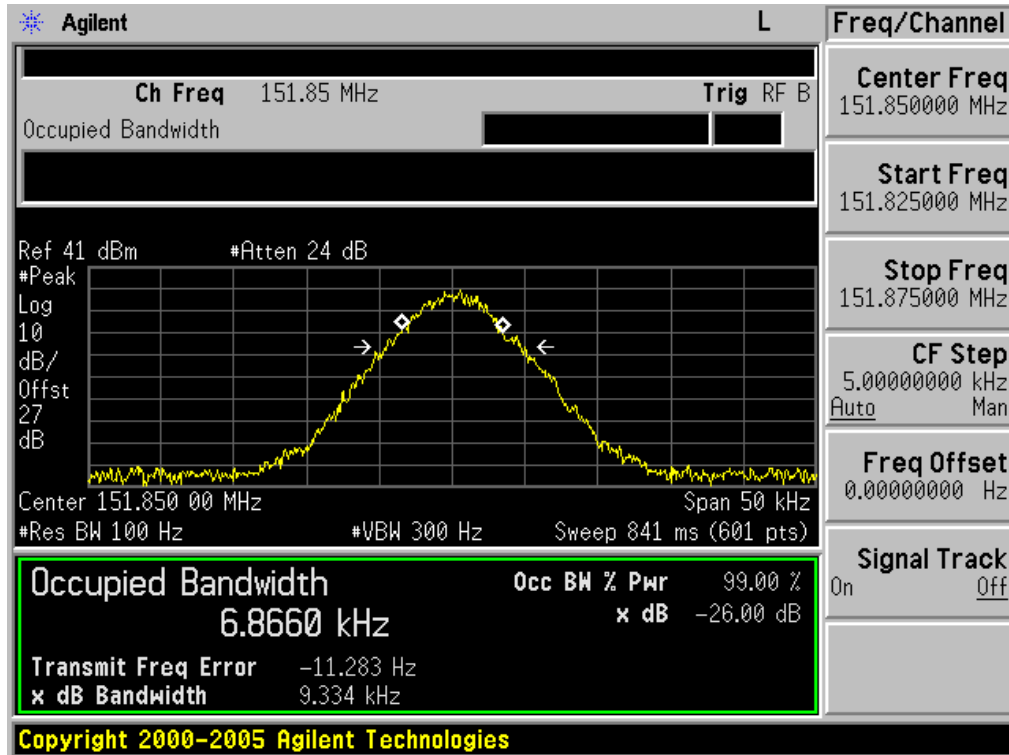 Agilent L
Ch Freq 151.85 MHz Trig RF B
Occupied Bandwidth
Ref 41 dBm #Atten 24 dB
#Peak
Log
10
dB/
Offst
27
dB
Center 151.850 00 MHz Span 50 kHz
#Res BW 100 Hz #VBW 300 Hz Sweep 841 ms (601 pts)
Occupied Bandwidth Occ BW % Pwr 99.00 %
6.8660 kHz x dB -26.00 dB
Transmit Freq Error -11.283 Hz
x dB Bandwidth 9.334 kHz
Copyright 2000-2005 Agilent Technologies
Freq/Channel
Center Freq
151.850000 MHz
Start Freq
151.825000 MHz
Stop Freq
151.875000 MHz
CF Step
5.00000000 kHz
Auto Man
Freq Offset
0.00000000 Hz
Signal Track
On Off